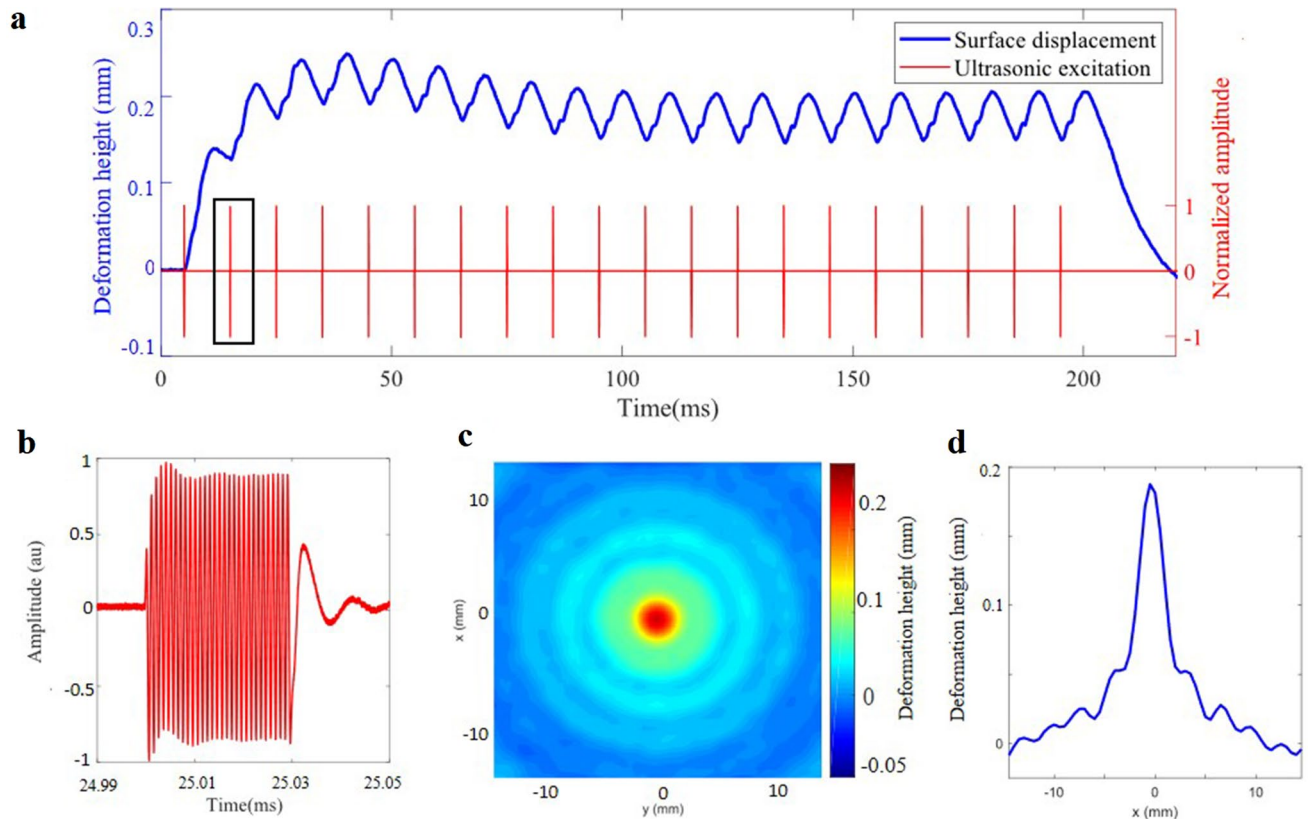 a
0.3
0.2
0.1
0
-0.1
Deformation height (mm)
Surface displacement
Ultrasonic excitation
1
0
-1
Normalized amplitude
0
50
100
150
200
Time(ms)
b
1
0.5
0
-0.5
-1
Amplitude (au)
24.99
25.01
25.03
25.05
Time(ms)
c
10
0
-10
x (mm)
-10
0
10
y (mm)
0.2
0.1
0
-0.05
Deformation height (mm)
d
0.2
0.1
0
Deformation height (mm)
-10
0
10
x (mm)